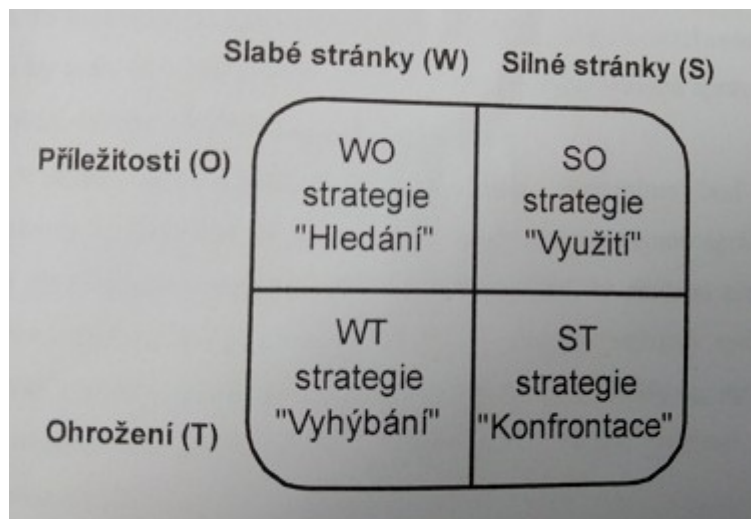 Slabé stránky (W) Silné stránky (S)
Příležitosti (O)
WO
strategie
"Hledání"
SO
strategie
"Využití"
Ohrožení (T)
WT
strategie
"Vyhýbání"
ST
strategie
"Konfrontace"